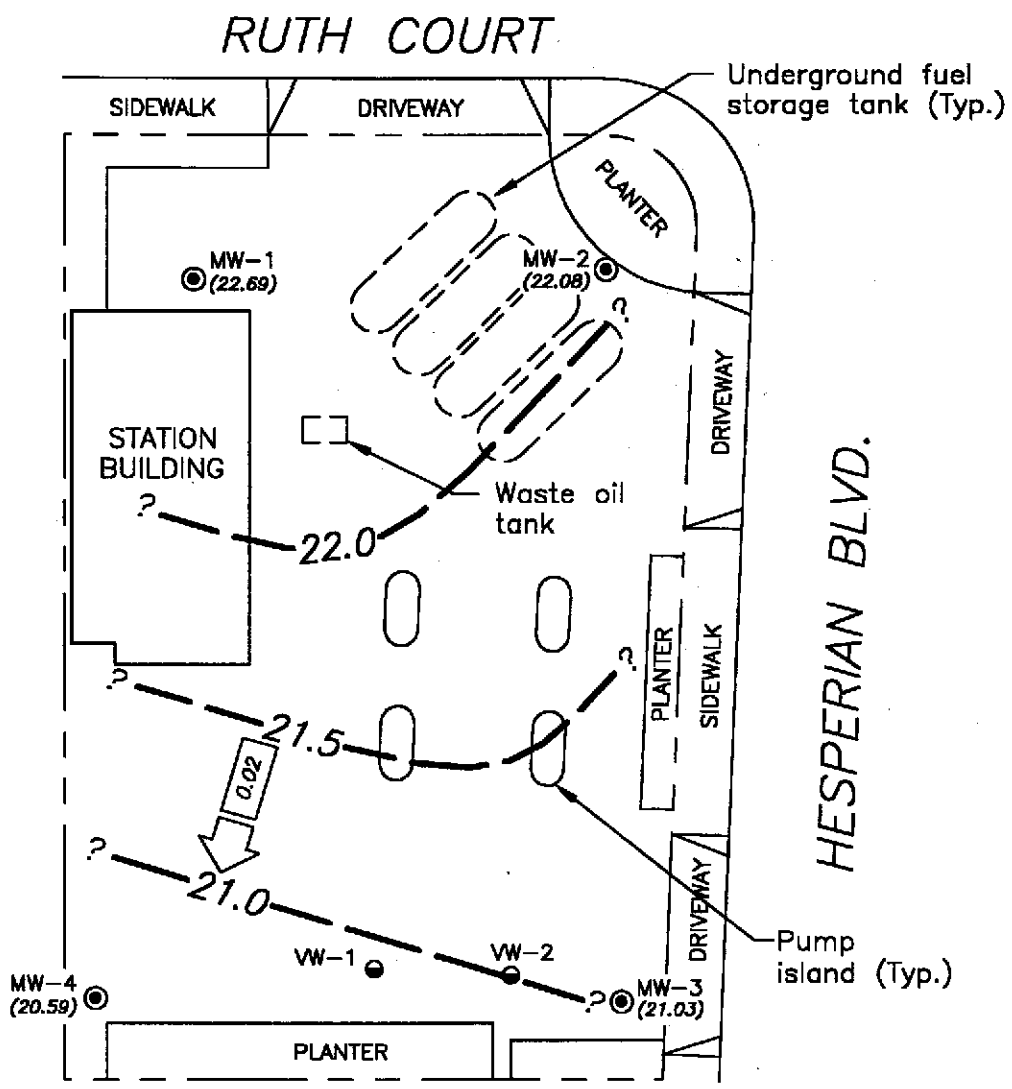 RUTH COURT
Underground fuel
storage tank (Typ.)
SIDEWALK
DRIVEWAY
PLANTER
MW-1
(22.69)
MW-2
(22.08)
?
DRIVEWAY
STATION
BUILDING
Waste oil
tank
?
22.0
HESPERIAN BLVD.
PLANTER
SIDEWALK
?
?
21.5
0.02
?
21.0
DRIVEWAY
VW-1
VW-2
Pump
island (Typ.)
MW-4
(20.59)
?
MW-3
(21.03)
PLANTER